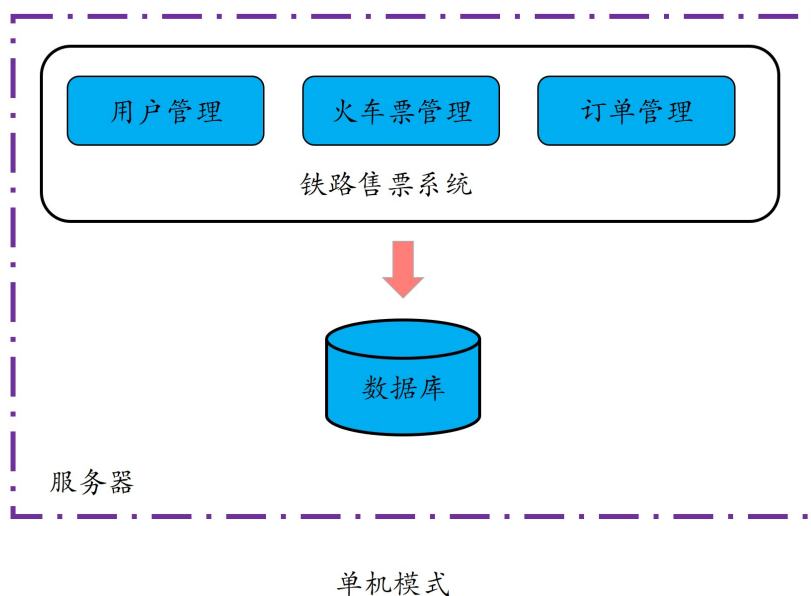 用户管理 火车票管理 订单管理
铁路售票系统
数据库
服务器
单机模式